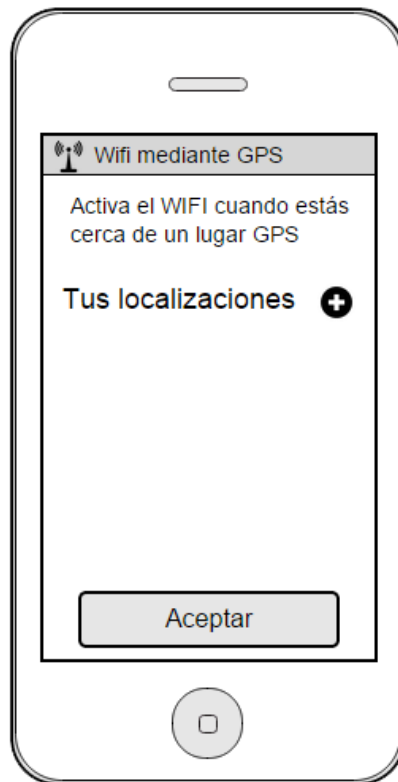 Wifi mediante GPS
Activa el WIFI cuando estás
cerca de un lugar GPS
Tus localizaciones
Aceptar